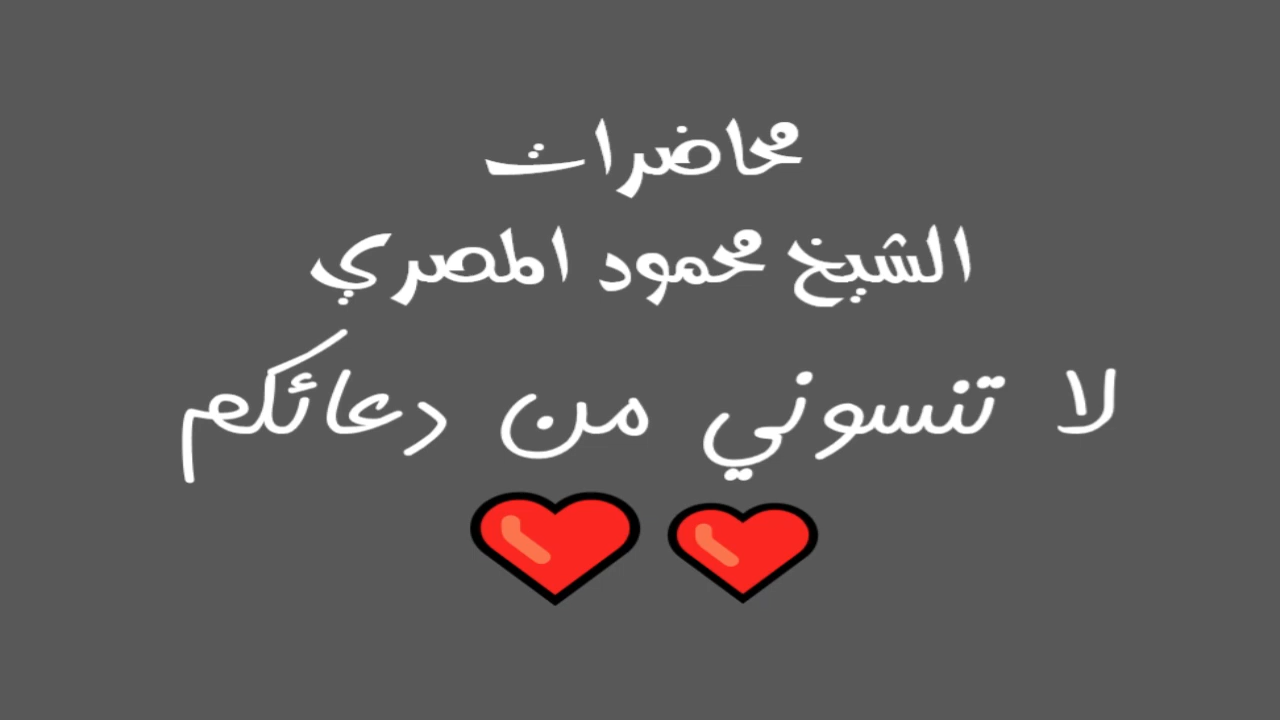 محاضرات
الشيخ محمود المصري
لا تنسوني من دعائكم